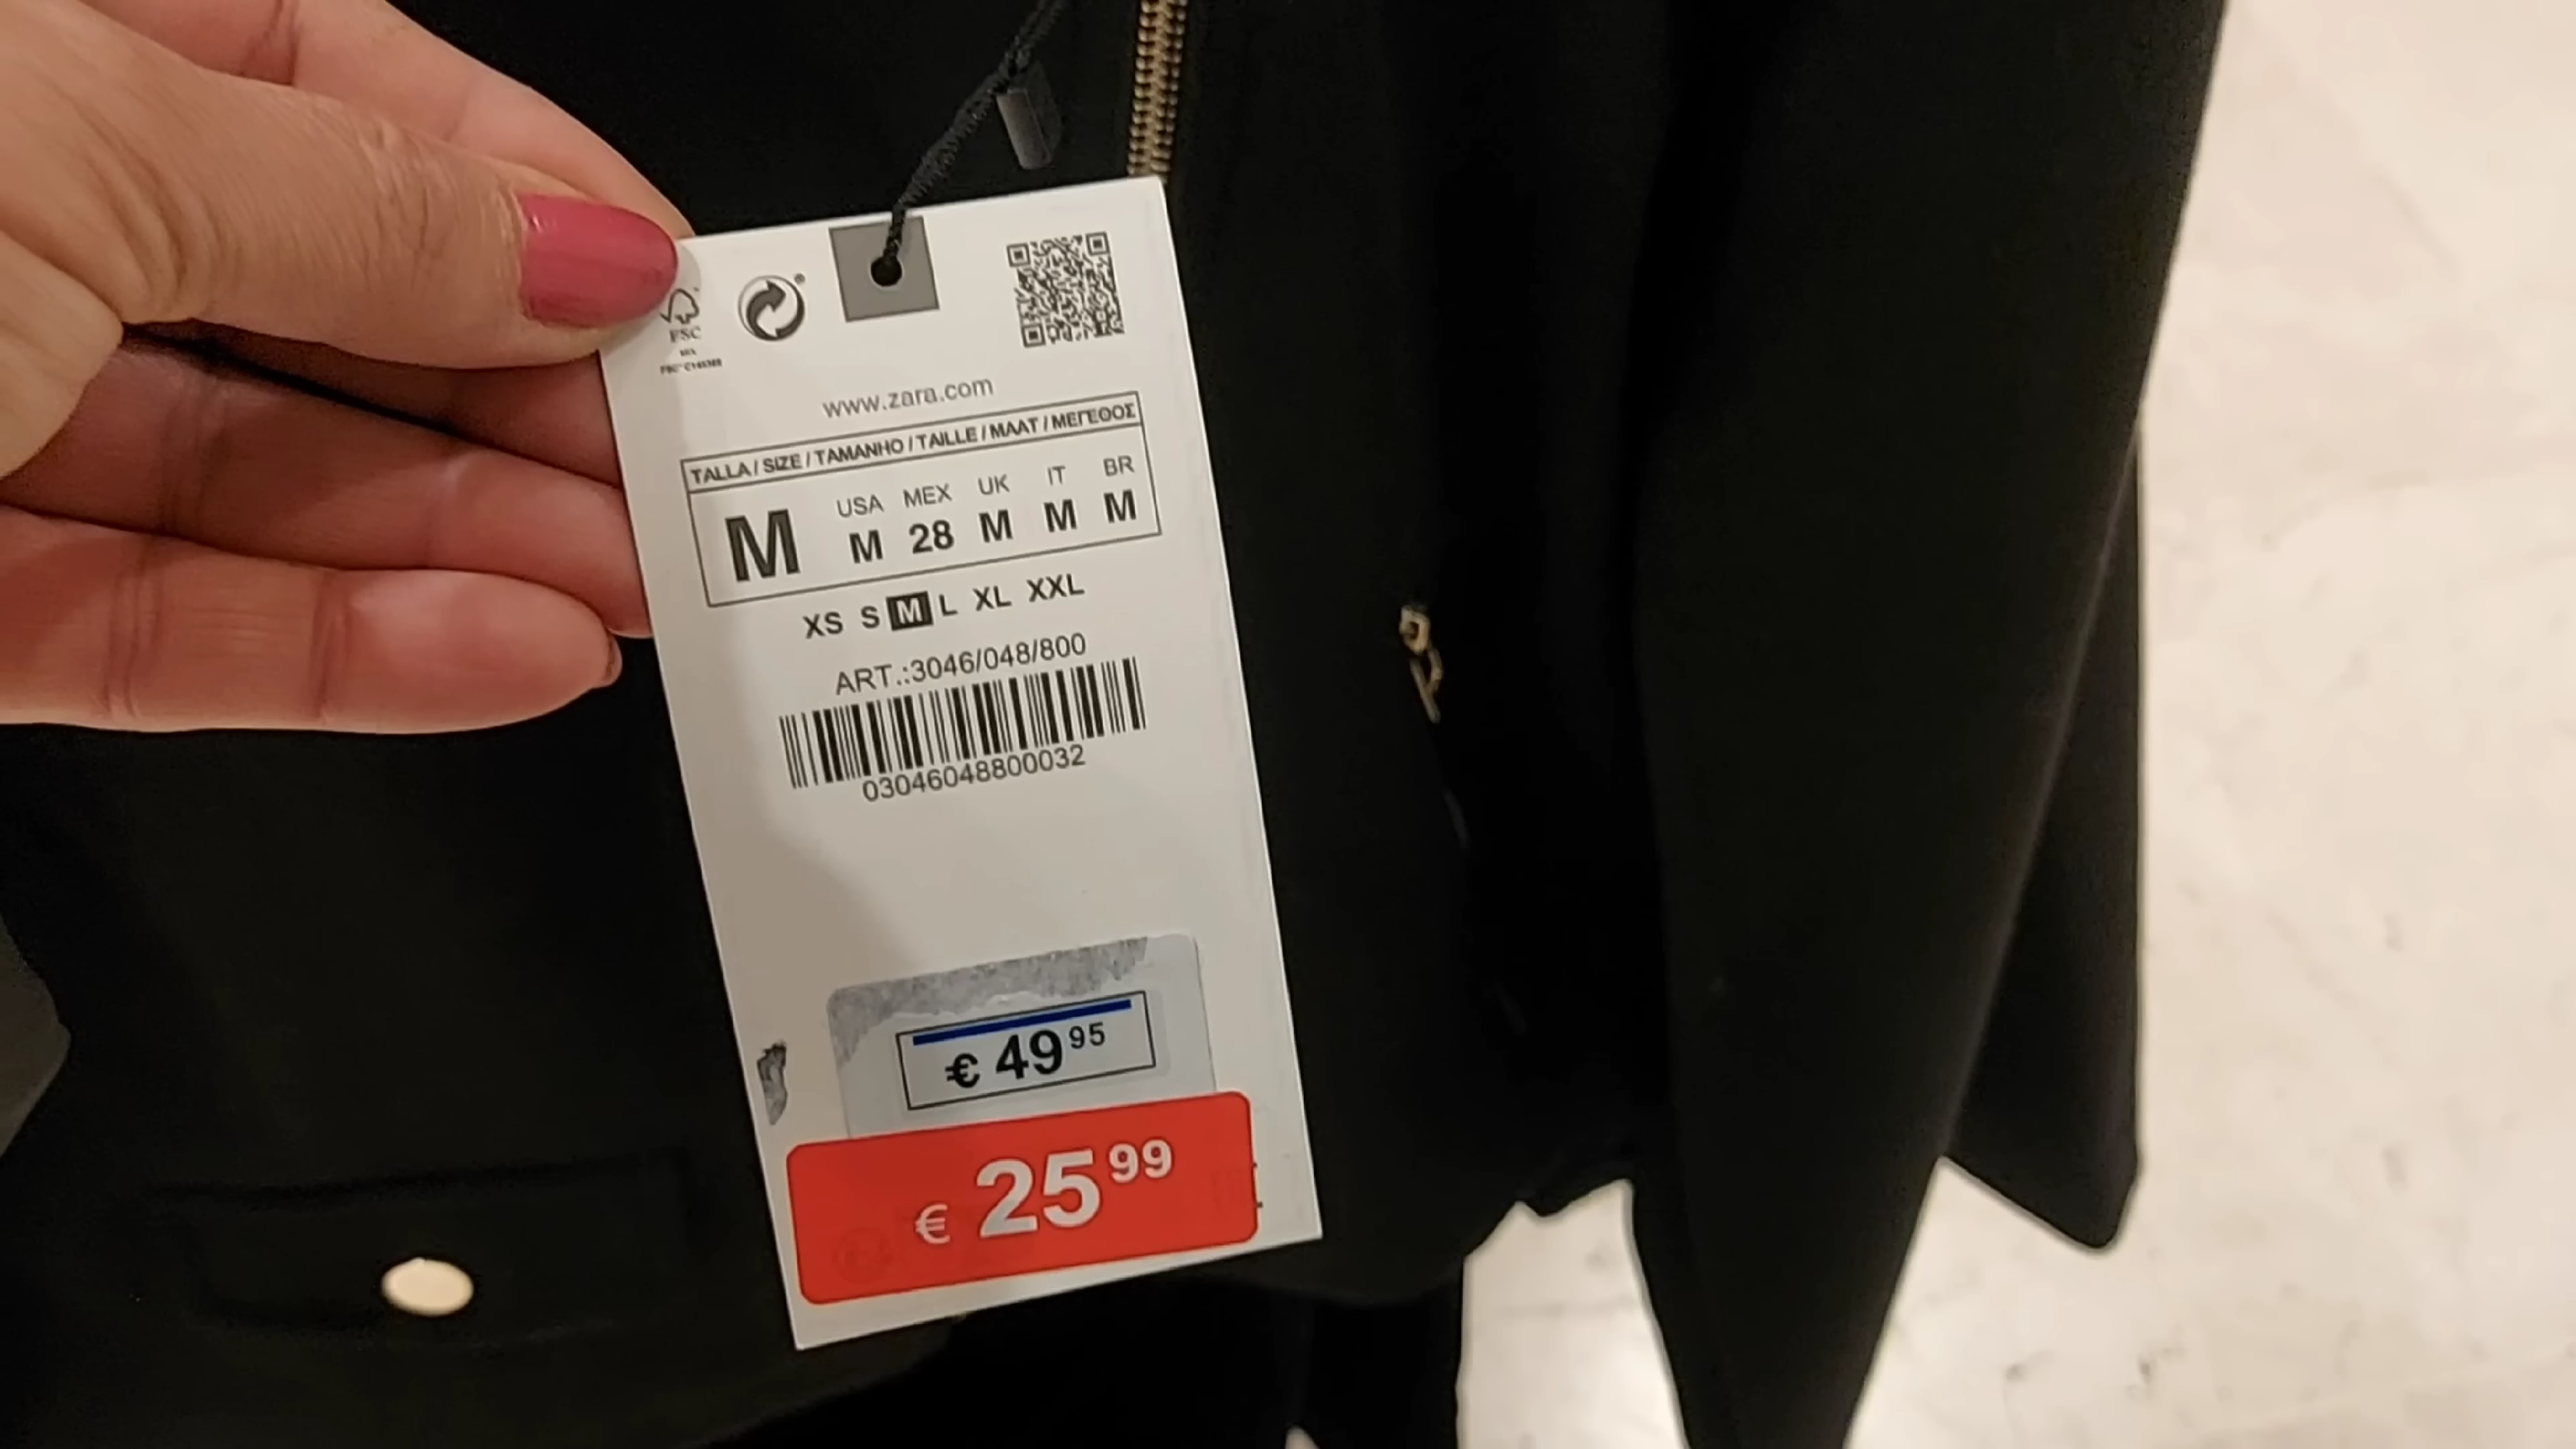 FSC
www.zara.com
TALLA / SIZE / TAMANHO / TAILLE / MAAT / ΜΕΓΕΘΟΣ
M
USA MEX UK IT BR
M 28 M M M
XS S M L XL XXL
ART.:3046/048/800
03046048800032
€ 49 95
€ 25 99